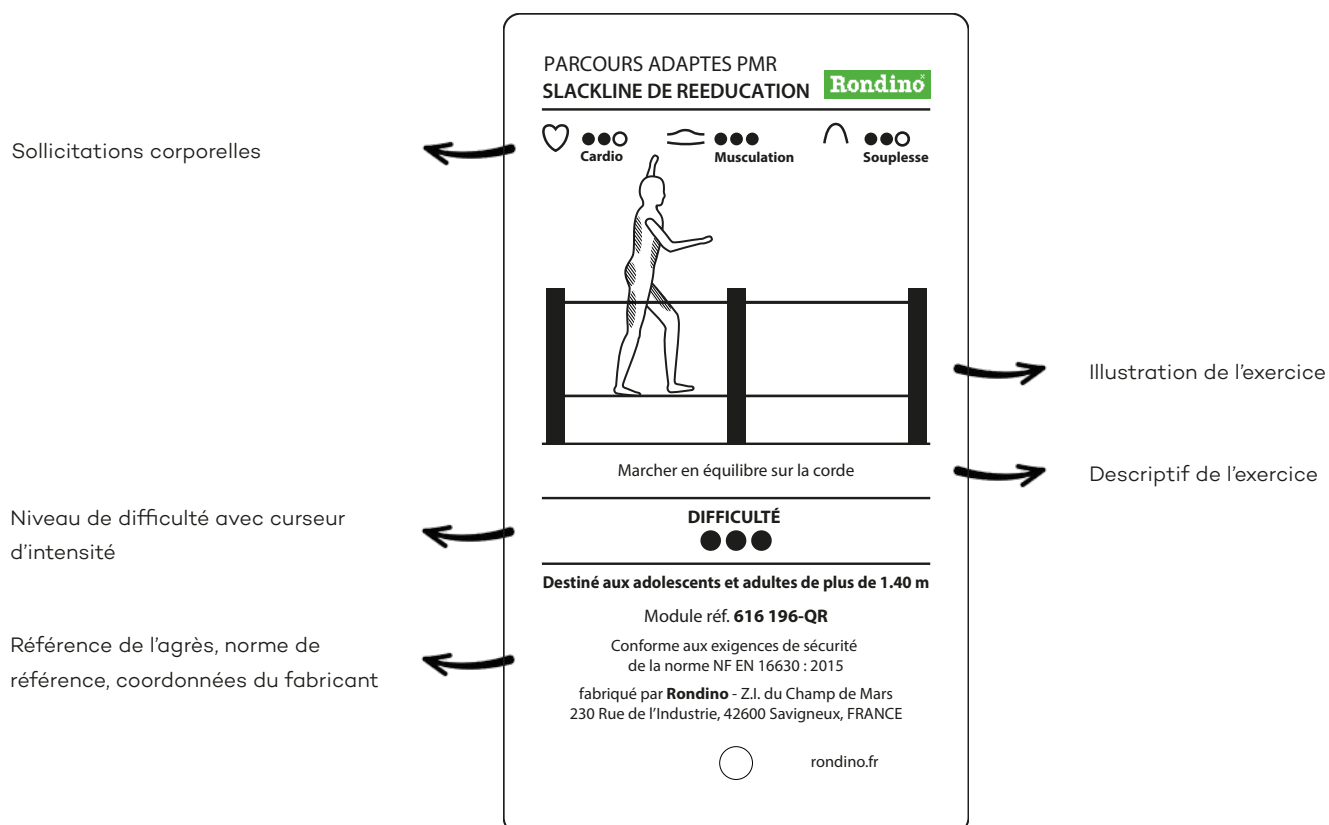 PARCOURS ADAPTES PMR
SLACKLINE DE REEDUCATION
Rondino
Cardio
Musculation
Souplesse
Sollicitations corporelles
Illustration de l'exercice
Marcher en équilibre sur la corde
Descriptif de l'exercice
Niveau de difficulté avec curseur
d'intensité
DIFFICULTÉ
Destiné aux adolescents et adultes de plus de 1.40 m
Module réf. 616 196-QR
Référence de l'agrès, norme de
référence, coordonnées du fabricant
Conforme aux exigences de sécurité
de la norme NF EN 16630 : 2015
fabriqué par Rondino - Z.I. du Champ de Mars
230 Rue de l'Industrie, 42600 Savigneux, FRANCE
rondino.fr